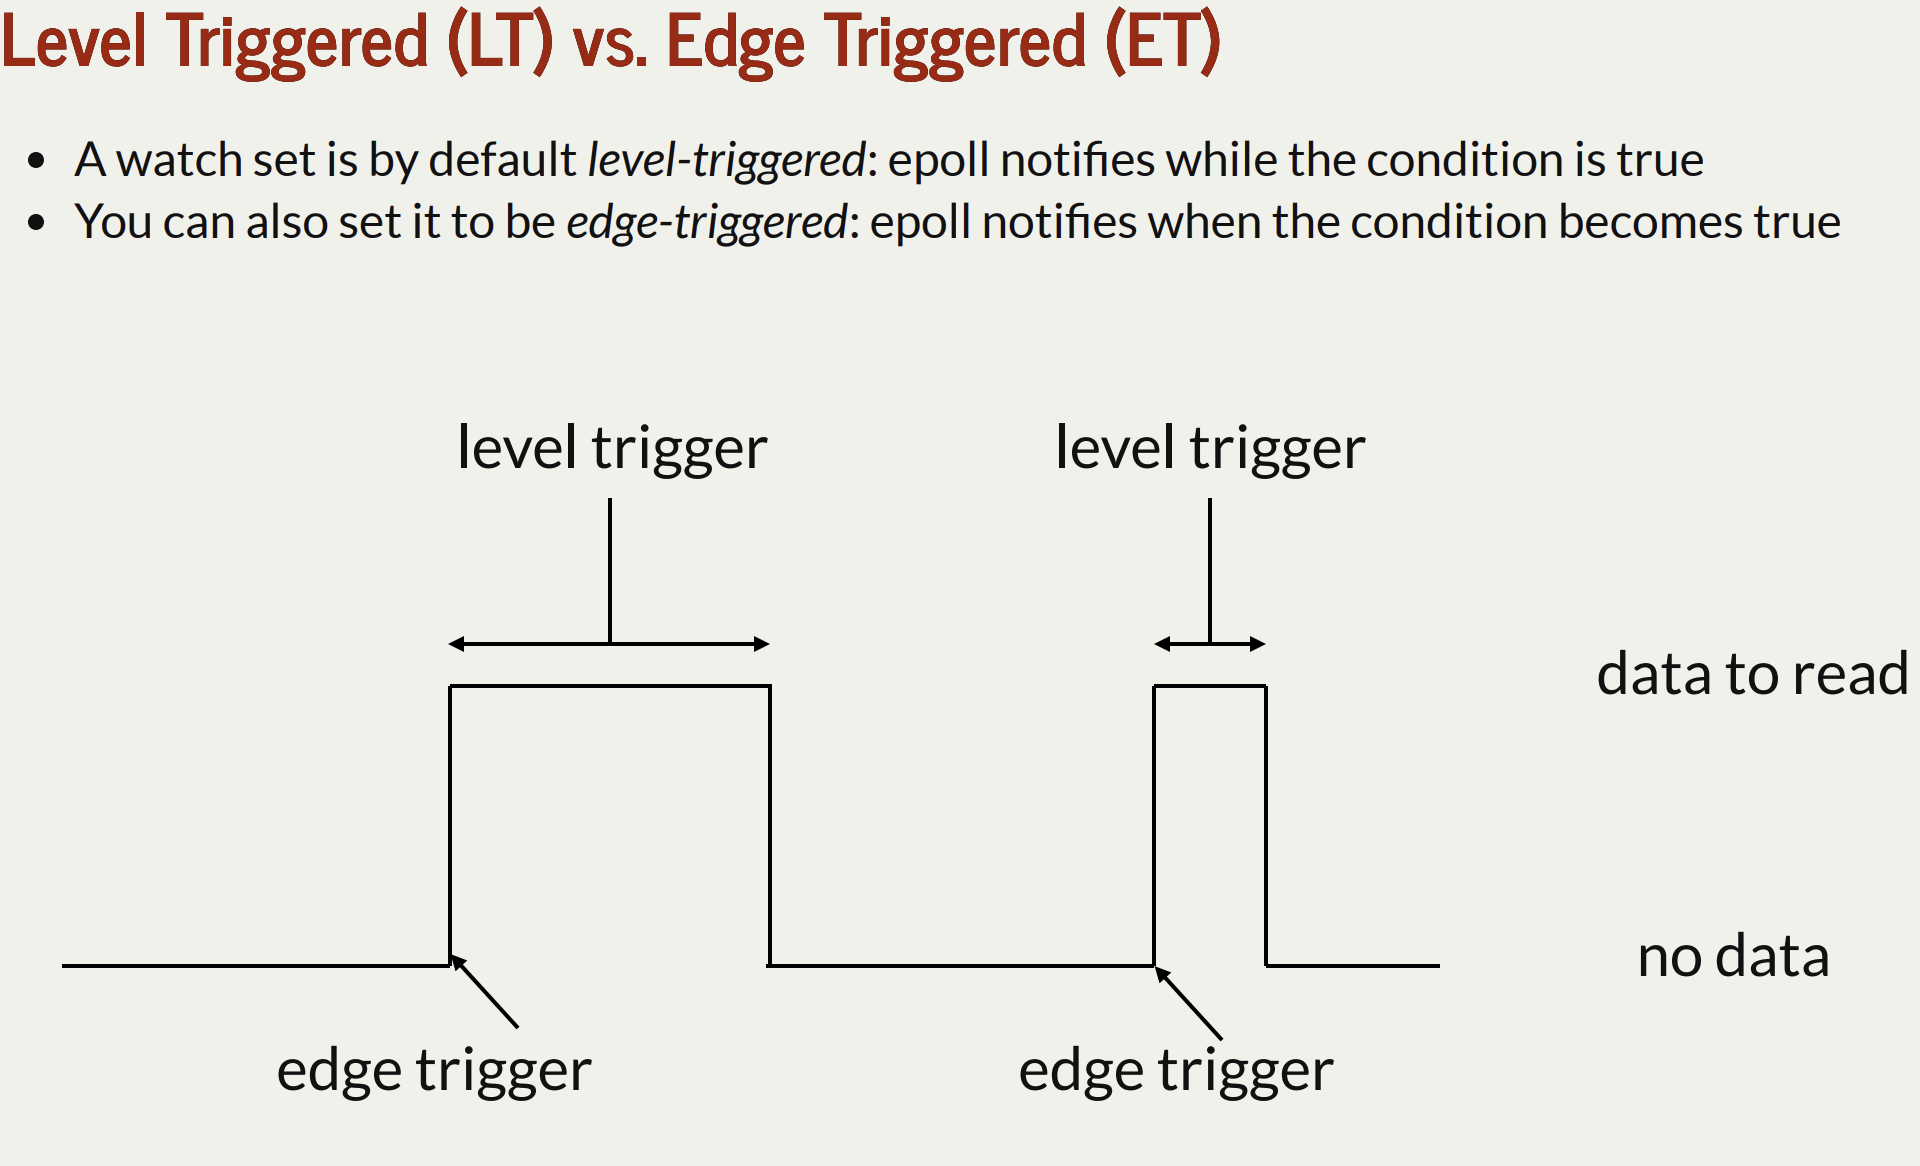 Level Triggered (LT) vs. Edge Triggered (ET)
• A watch set is by default level-triggered: epoll notifies while the condition is true
• You can also set it to be edge-triggered: epoll notifies when the condition becomes true
level trigger
level trigger
data to read
no data
edge trigger
edge trigger